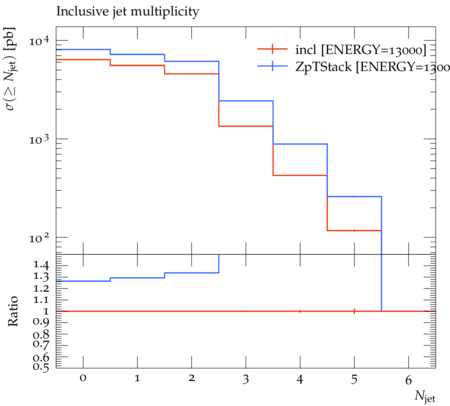 Inclusive jet multiplicity
σ(≥ Njet) [pb]
10⁴
10³
10²
incl [ENERGY=13000]
ZpTStack [ENERGY=1300
Ratio
1.4
1.3
1.2
1.1
1
0.9
0.8
0.7
0.6
0.5
0 1 2 3 4 5 6
Njet